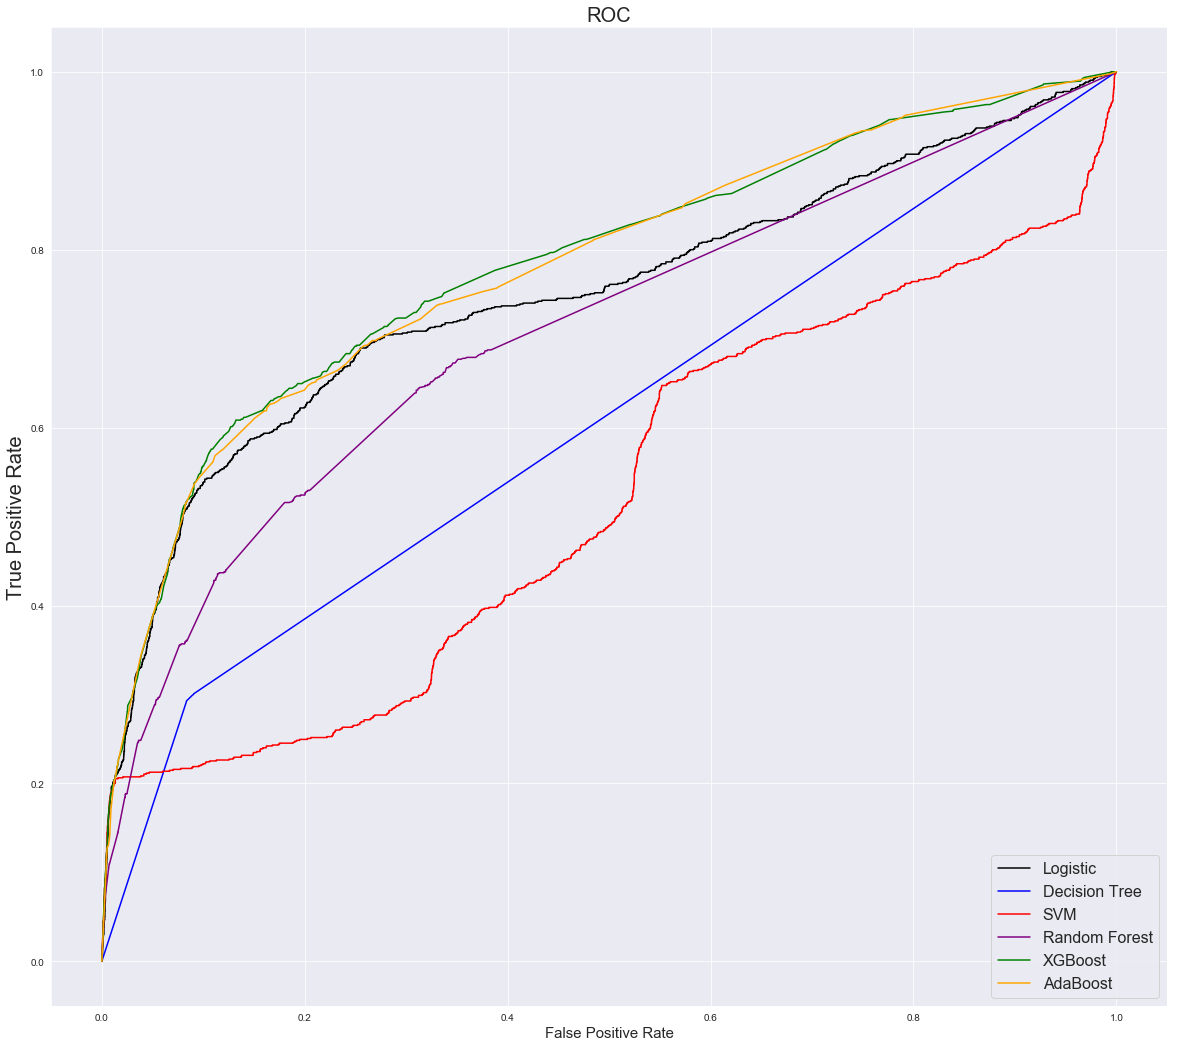 ROC
True Positive Rate
1.0
0.8
0.6
0.4
0.2
0.0
0.0 0.2 0.4 0.6 0.8 1.0
False Positive Rate
Logistic
Decision Tree
SVM
Random Forest
XGBoost
AdaBoost